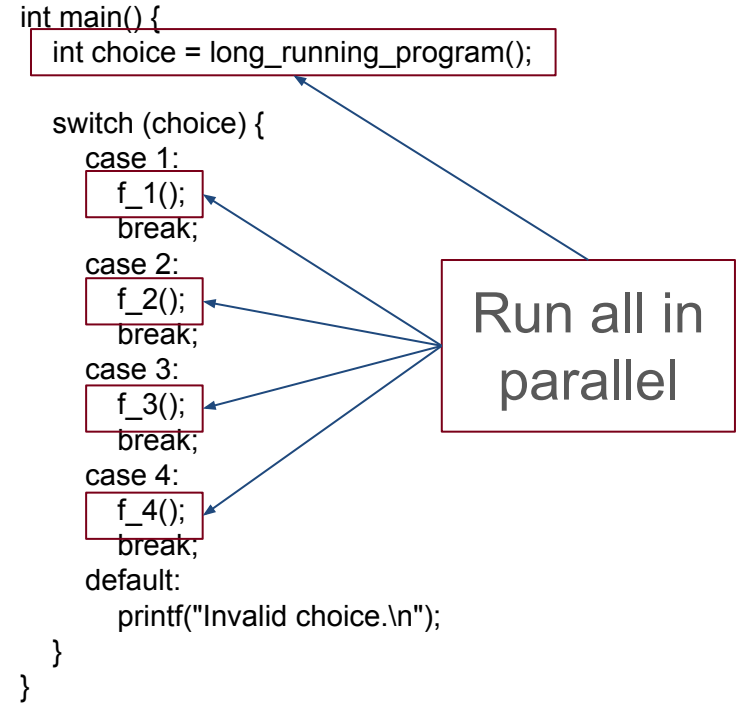 int main() {
int choice = long_running_program();
switch (choice) {
case 1:
f_1();
break;
case 2:
f_2();
break;
case 3:
f_3();
break;
case 4:
f_4();
break;
default:
printf("Invalid choice.\n");
}
}
Run all in
parallel